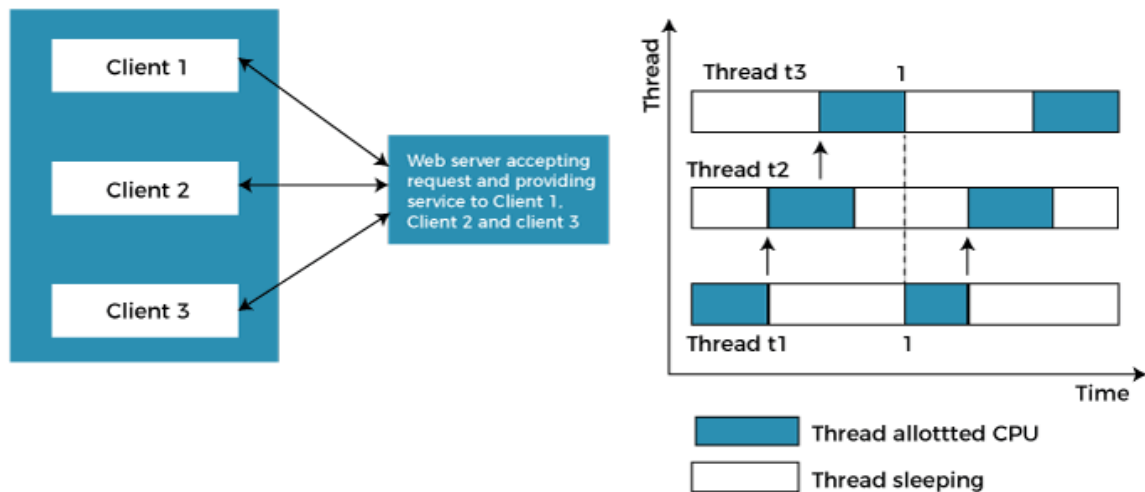 Client 1
Client 2
Client 3
Web server accepting
request and providing
service to Client 1,
Client 2 and client 3
Thread
Thread t3
1
Thread t2
Thread t1
1
Time
Thread allottted CPU
Thread sleeping